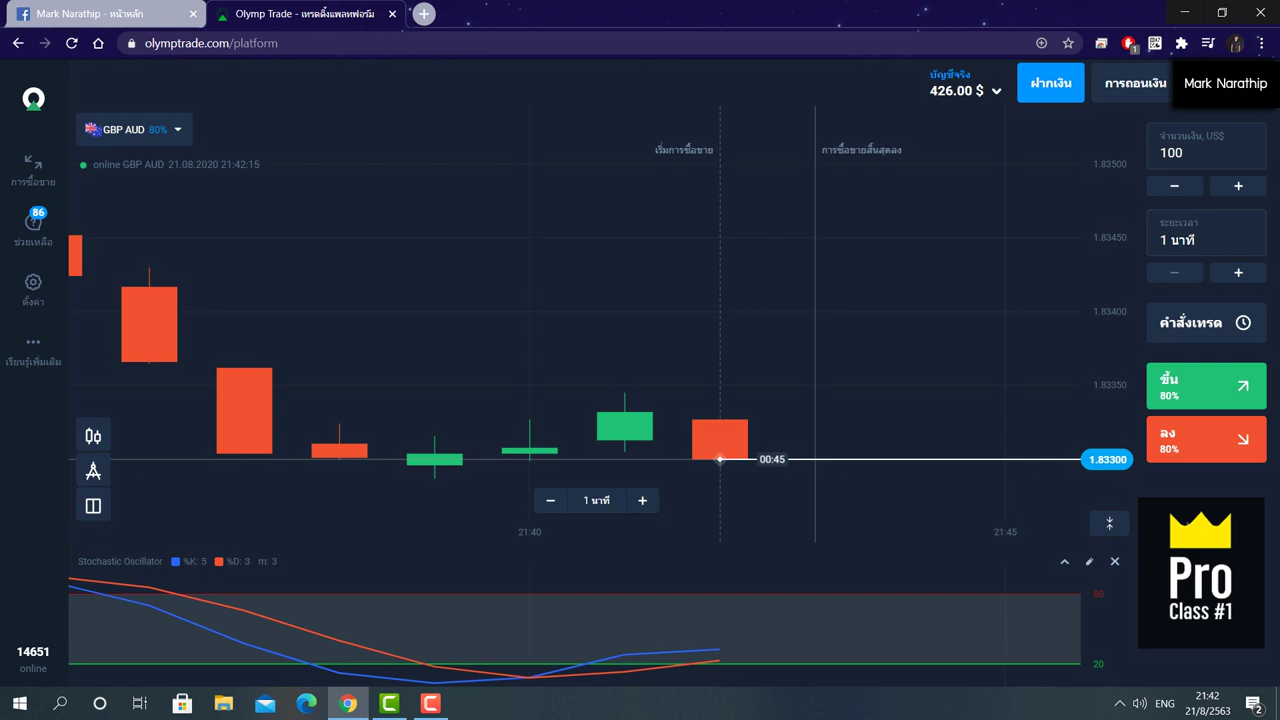 Mark Narathip - หน้าหลัก
Olymp Trade - เทรดดิ้งแพลทฟอร์ม
olymptrade.com/platform
1
บัญชีจริง
426.00 $
ฝากเงิน
การถอนเงิน
Mark Narathip
GBP AUD 80%
online GBP AUD 21.08.2020 21:42:15
เริ่มการซื้อขาย
การซื้อขายสิ้นสุดลง
การซื้อขาย
86
ช่วยเหลือ
ตั้งค่า
เรียนรู้เพิ่มเติม
1.83500
1.83450
1.83400
1.83350
1.83300
จำนวนเงิน, US$
100
ระยะเวลา
1 นาที
คำสั่งเทรด
ขึ้น
80%
ลง
80%
00:45
1 นาที
21:40
21:45
Stochastic Oscillator %K: 5 %D: 3 m: 3
80
20
Pro
Class #1
14651
online
ENG
21:42
21/8/2563
2